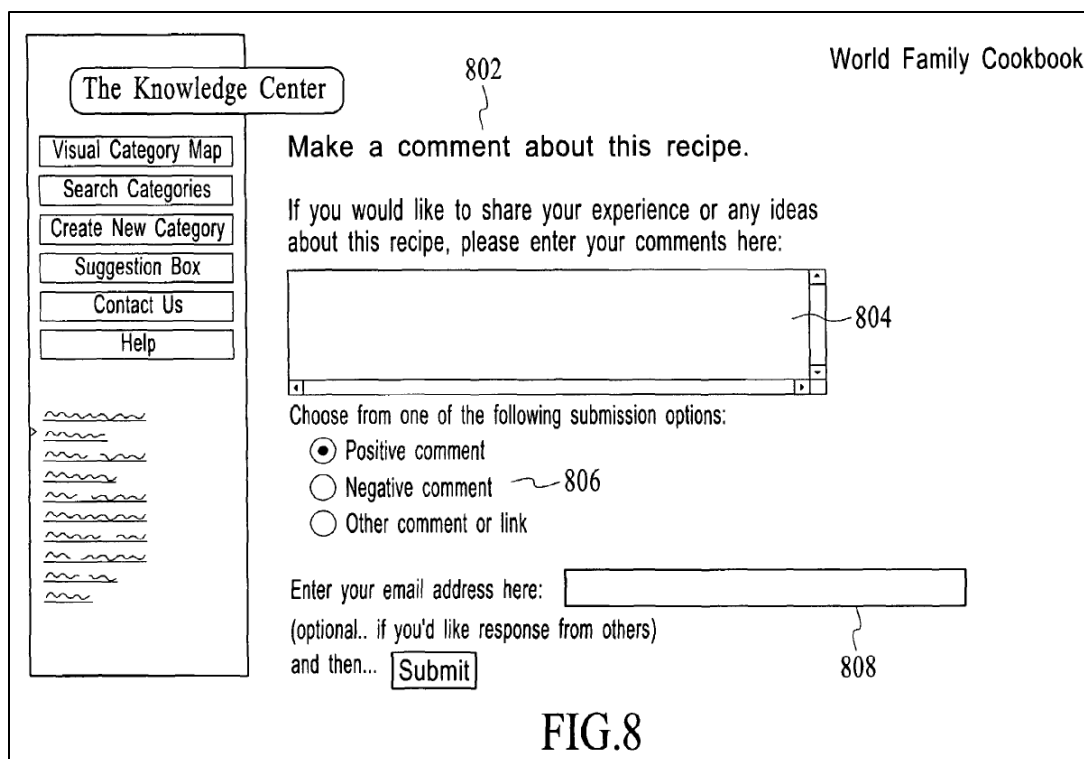 World Family Cookbook
The Knowledge Center
802
Visual Category Map
Search Categories
Create New Category
Suggestion Box
Contact Us
Help
Make a comment about this recipe.
If you would like to share your experience or any ideas
about this recipe, please enter your comments here:
804
Choose from one of the following submission options:
Positive comment
Negative comment
806
Other comment or link
Enter your email address here:
(optional.. if you'd like response from others)
and then... Submit
808
FIG.8